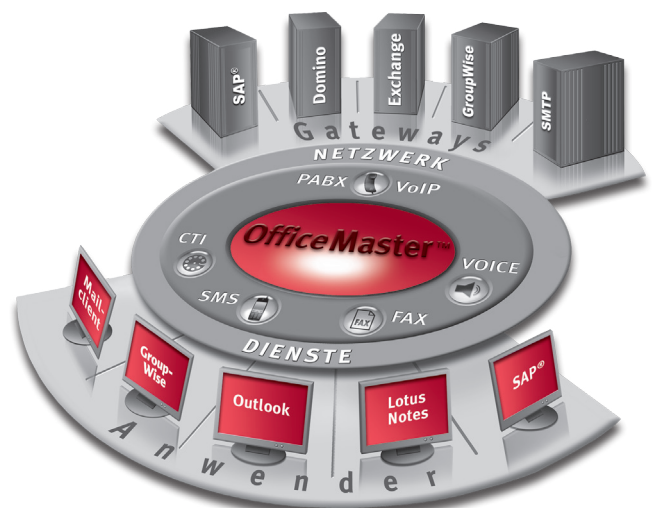 SAP®
Domino
Exchange
GroupWise
SMTP
Gateways
NETZWERK
PABX VoIP
OfficeMaster™
CTI
VOICE
SMS
FAX
FAX
DIENSTE
Mail-
client
Group-
Wise
Outlook
Lotus
Notes
SAP®
Anwender